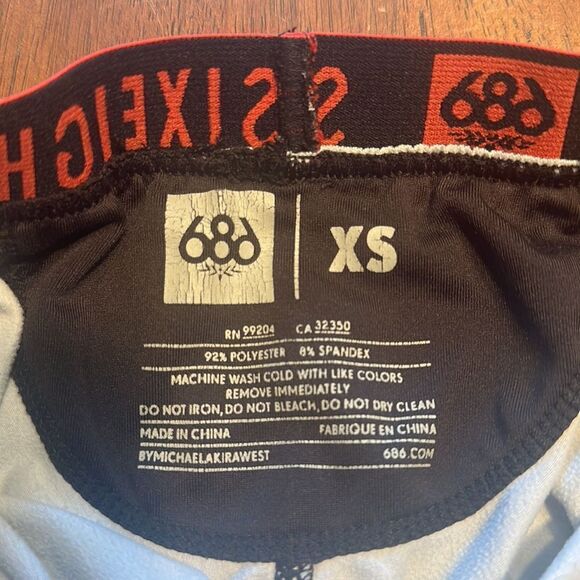 SIXEIGH
S
686
686
XS
RN 99204 CA 32350
92% POLYESTER 8% SPANDEX
MACHINE WASH COLD WITH LIKE COLORS
REMOVE IMMEDIATELY
DO NOT IRON, DO NOT BLEACH, DO NOT DRY CLEAN
MADE IN CHINA FABRIQUE EN CHINA
BYMICHAELAKIRAWEST 686.COM